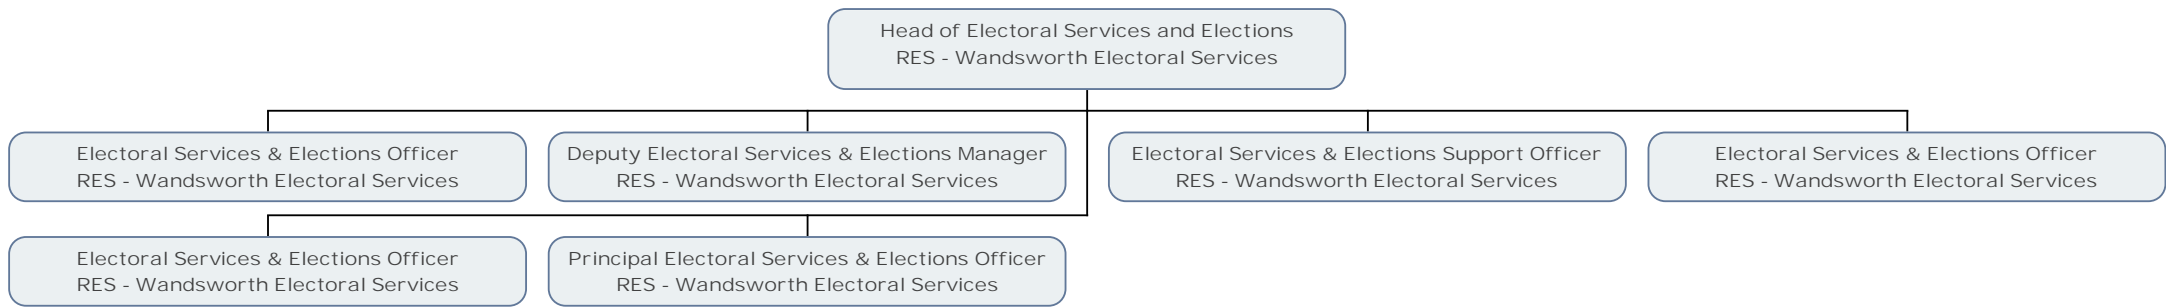 Head of Electoral Services and Elections
RES - Wandsworth Electoral Services
Electoral Services & Elections Officer
RES - Wandsworth Electoral Services
Deputy Electoral Services & Elections Manager
RES - Wandsworth Electoral Services
Electoral Services & Elections Support Officer
RES - Wandsworth Electoral Services
Electoral Services & Elections Officer
RES - Wandsworth Electoral Services
Electoral Services & Elections Officer
RES - Wandsworth Electoral Services
Principal Electoral Services & Elections Officer
RES - Wandsworth Electoral Services